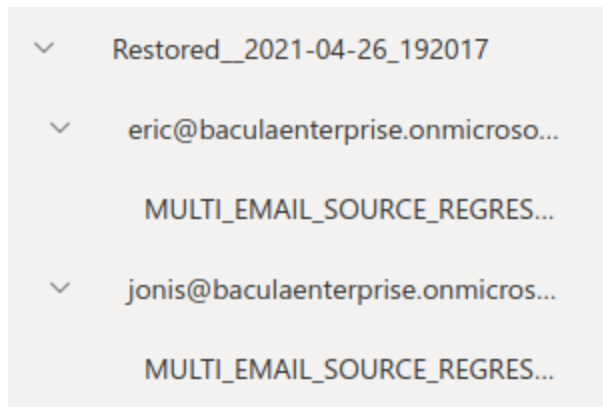 Restored__2021-04-26_192017
eric@baculaenterprise.onmicroso...
MULTI_EMAIL_SOURCE_REGRES...
jonis@baculaenterprise.onmicros...
MULTI_EMAIL_SOURCE_REGRES...